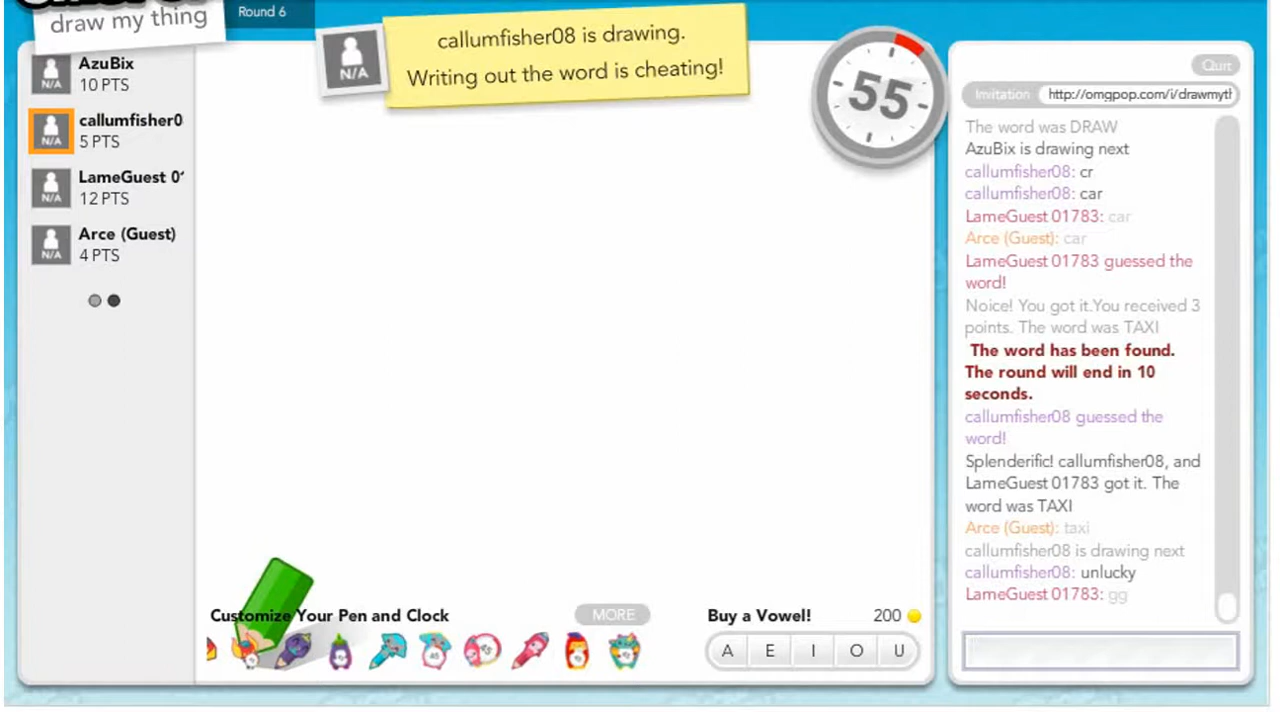 draw my thing
Round 6
N/A
callumfisher08 is drawing.
Writing out the word is cheating!
55
AzuBix
10 PTS
N/A
callumfisher0
5 PTS
N/A
LameGuest 01
12 PTS
N/A
Arce (Guest)
4 PTS
N/A
Quit
Invitation http://omgpop.com/i/drawmyth
The word was DRAW
AzuBix is drawing next
callumfisher08: cr
callumfisher08: car
LameGuest 01783: car
Arce (Guest): car
LameGuest 01783 guessed the
word!
Noice! You got it.You received 3
points. The word was TAXI
The word has been found.
The round will end in 10
seconds.
callumfisher08 guessed the
word!
Splenderific! callumfisher08, and
LameGuest 01783 got it. The
word was TAXI
Arce (Guest): taxi
callumfisher08 is drawing next
callumfisher08: unlucky
LameGuest 01783: gg
Customize Your Pen and Clock
MORE
Buy a Vowel! 200
A E I O U